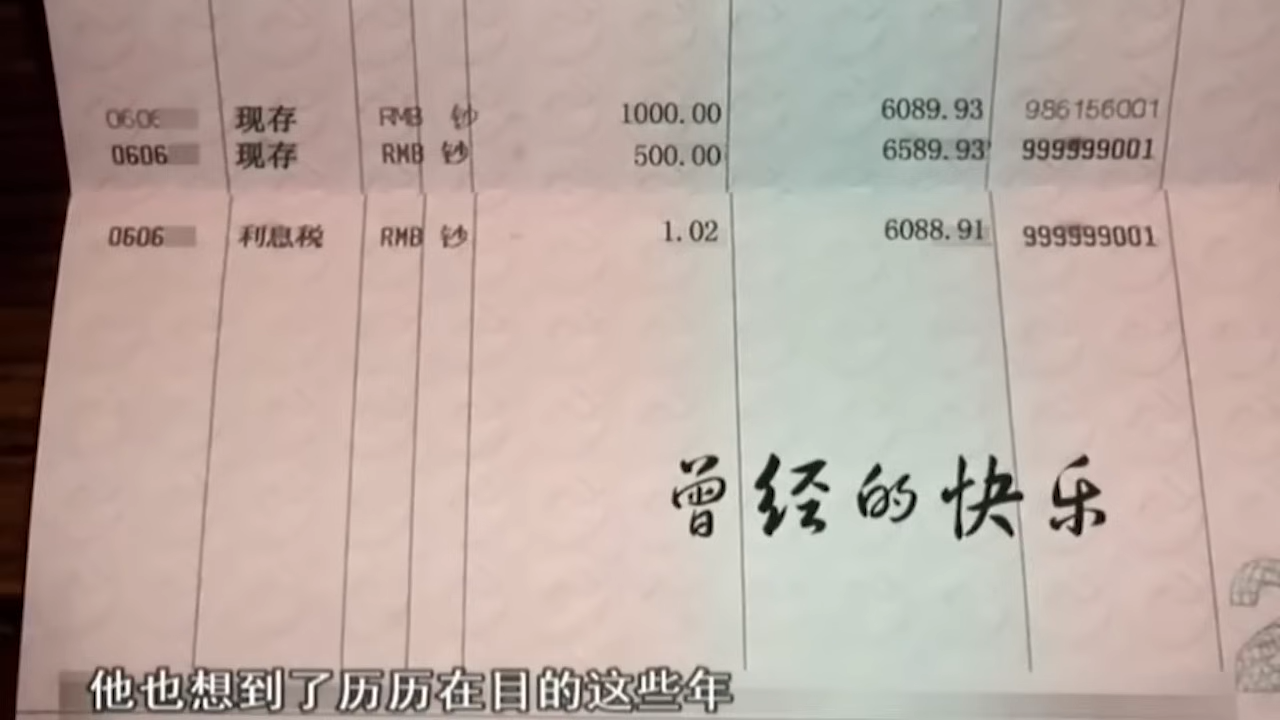 0606 现存 RMB 钞 1000.00 6089.93 986156001
0606 现存 RMB 钞 500.00 6589.93 999999001
0606 利息税 RMB 钞 1.02 6088.91 999999001
曾经的快乐
他也想到了历历在目的这些年